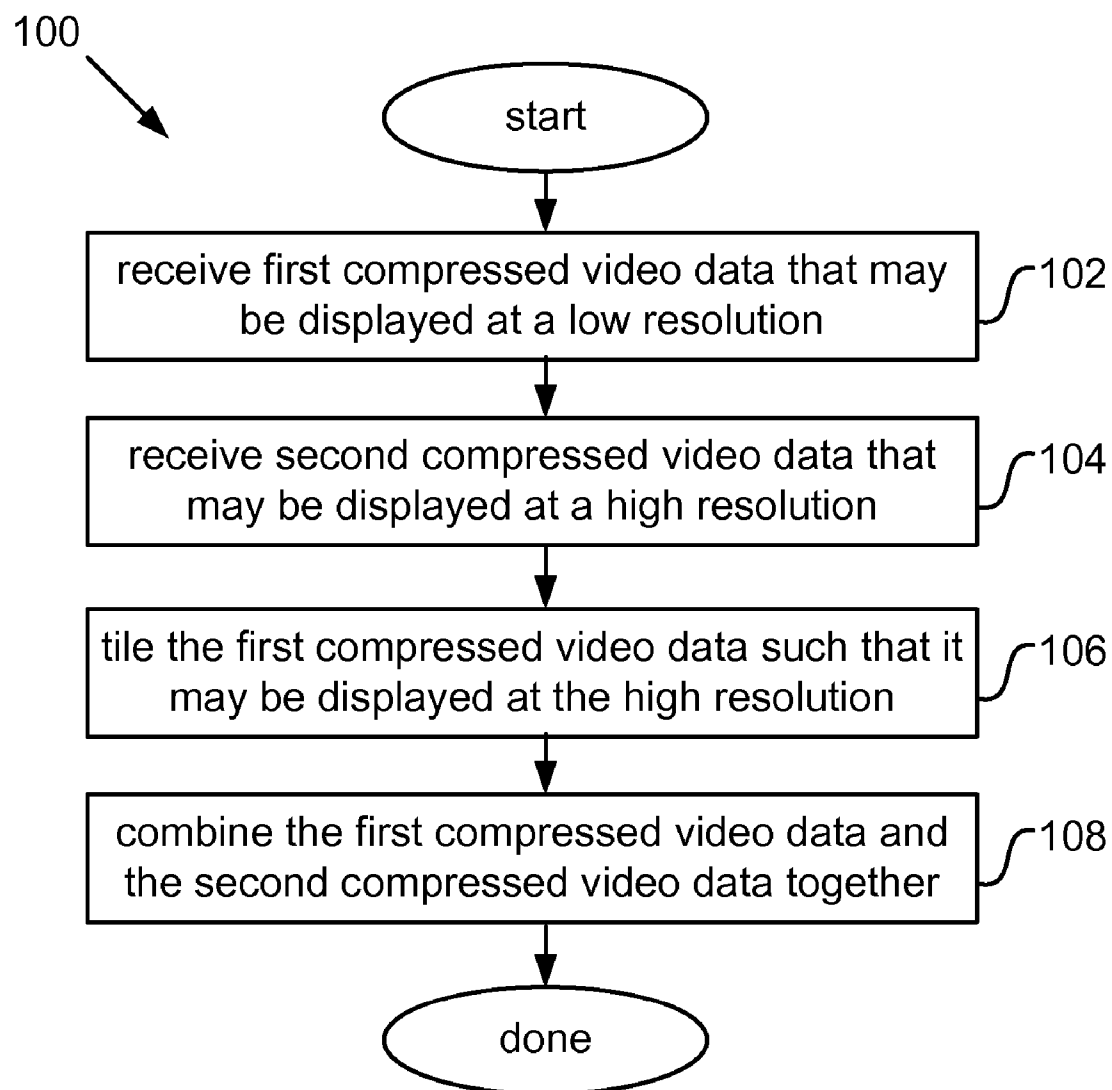 100
start
receive first compressed video data that may
be displayed at a low resolution
102
receive second compressed video data that
may be displayed at a high resolution
104
tile the first compressed video data such that it
may be displayed at the high resolution
106
combine the first compressed video data and
the second compressed video data together
108
done